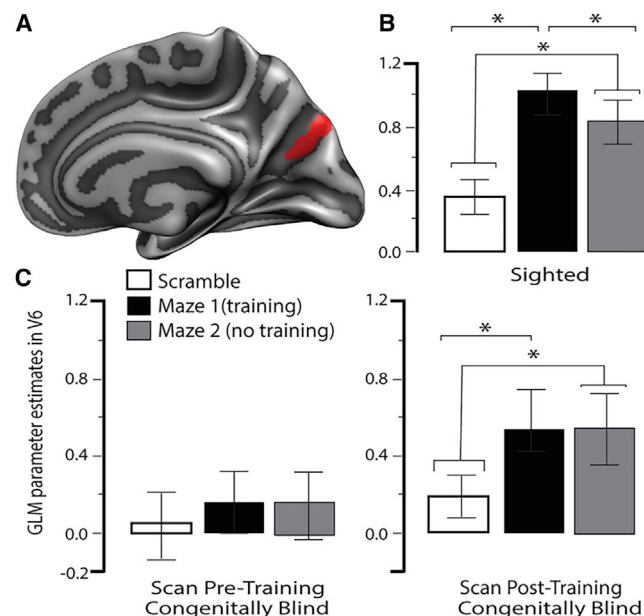 A
B
* *
*
1.2
0.8
0.4
0.0
Sighted
C
Scramble
Maze 1 (training)
Maze 2 (no training)
GLM parameter estimates in V6
1.2
0.8
0.4
0.0
-0.2
Scan Pre-Training
Congenitally Blind
*
*
1.2
0.8
0.4
0.0
Scan Post-Training
Congenitally Blind